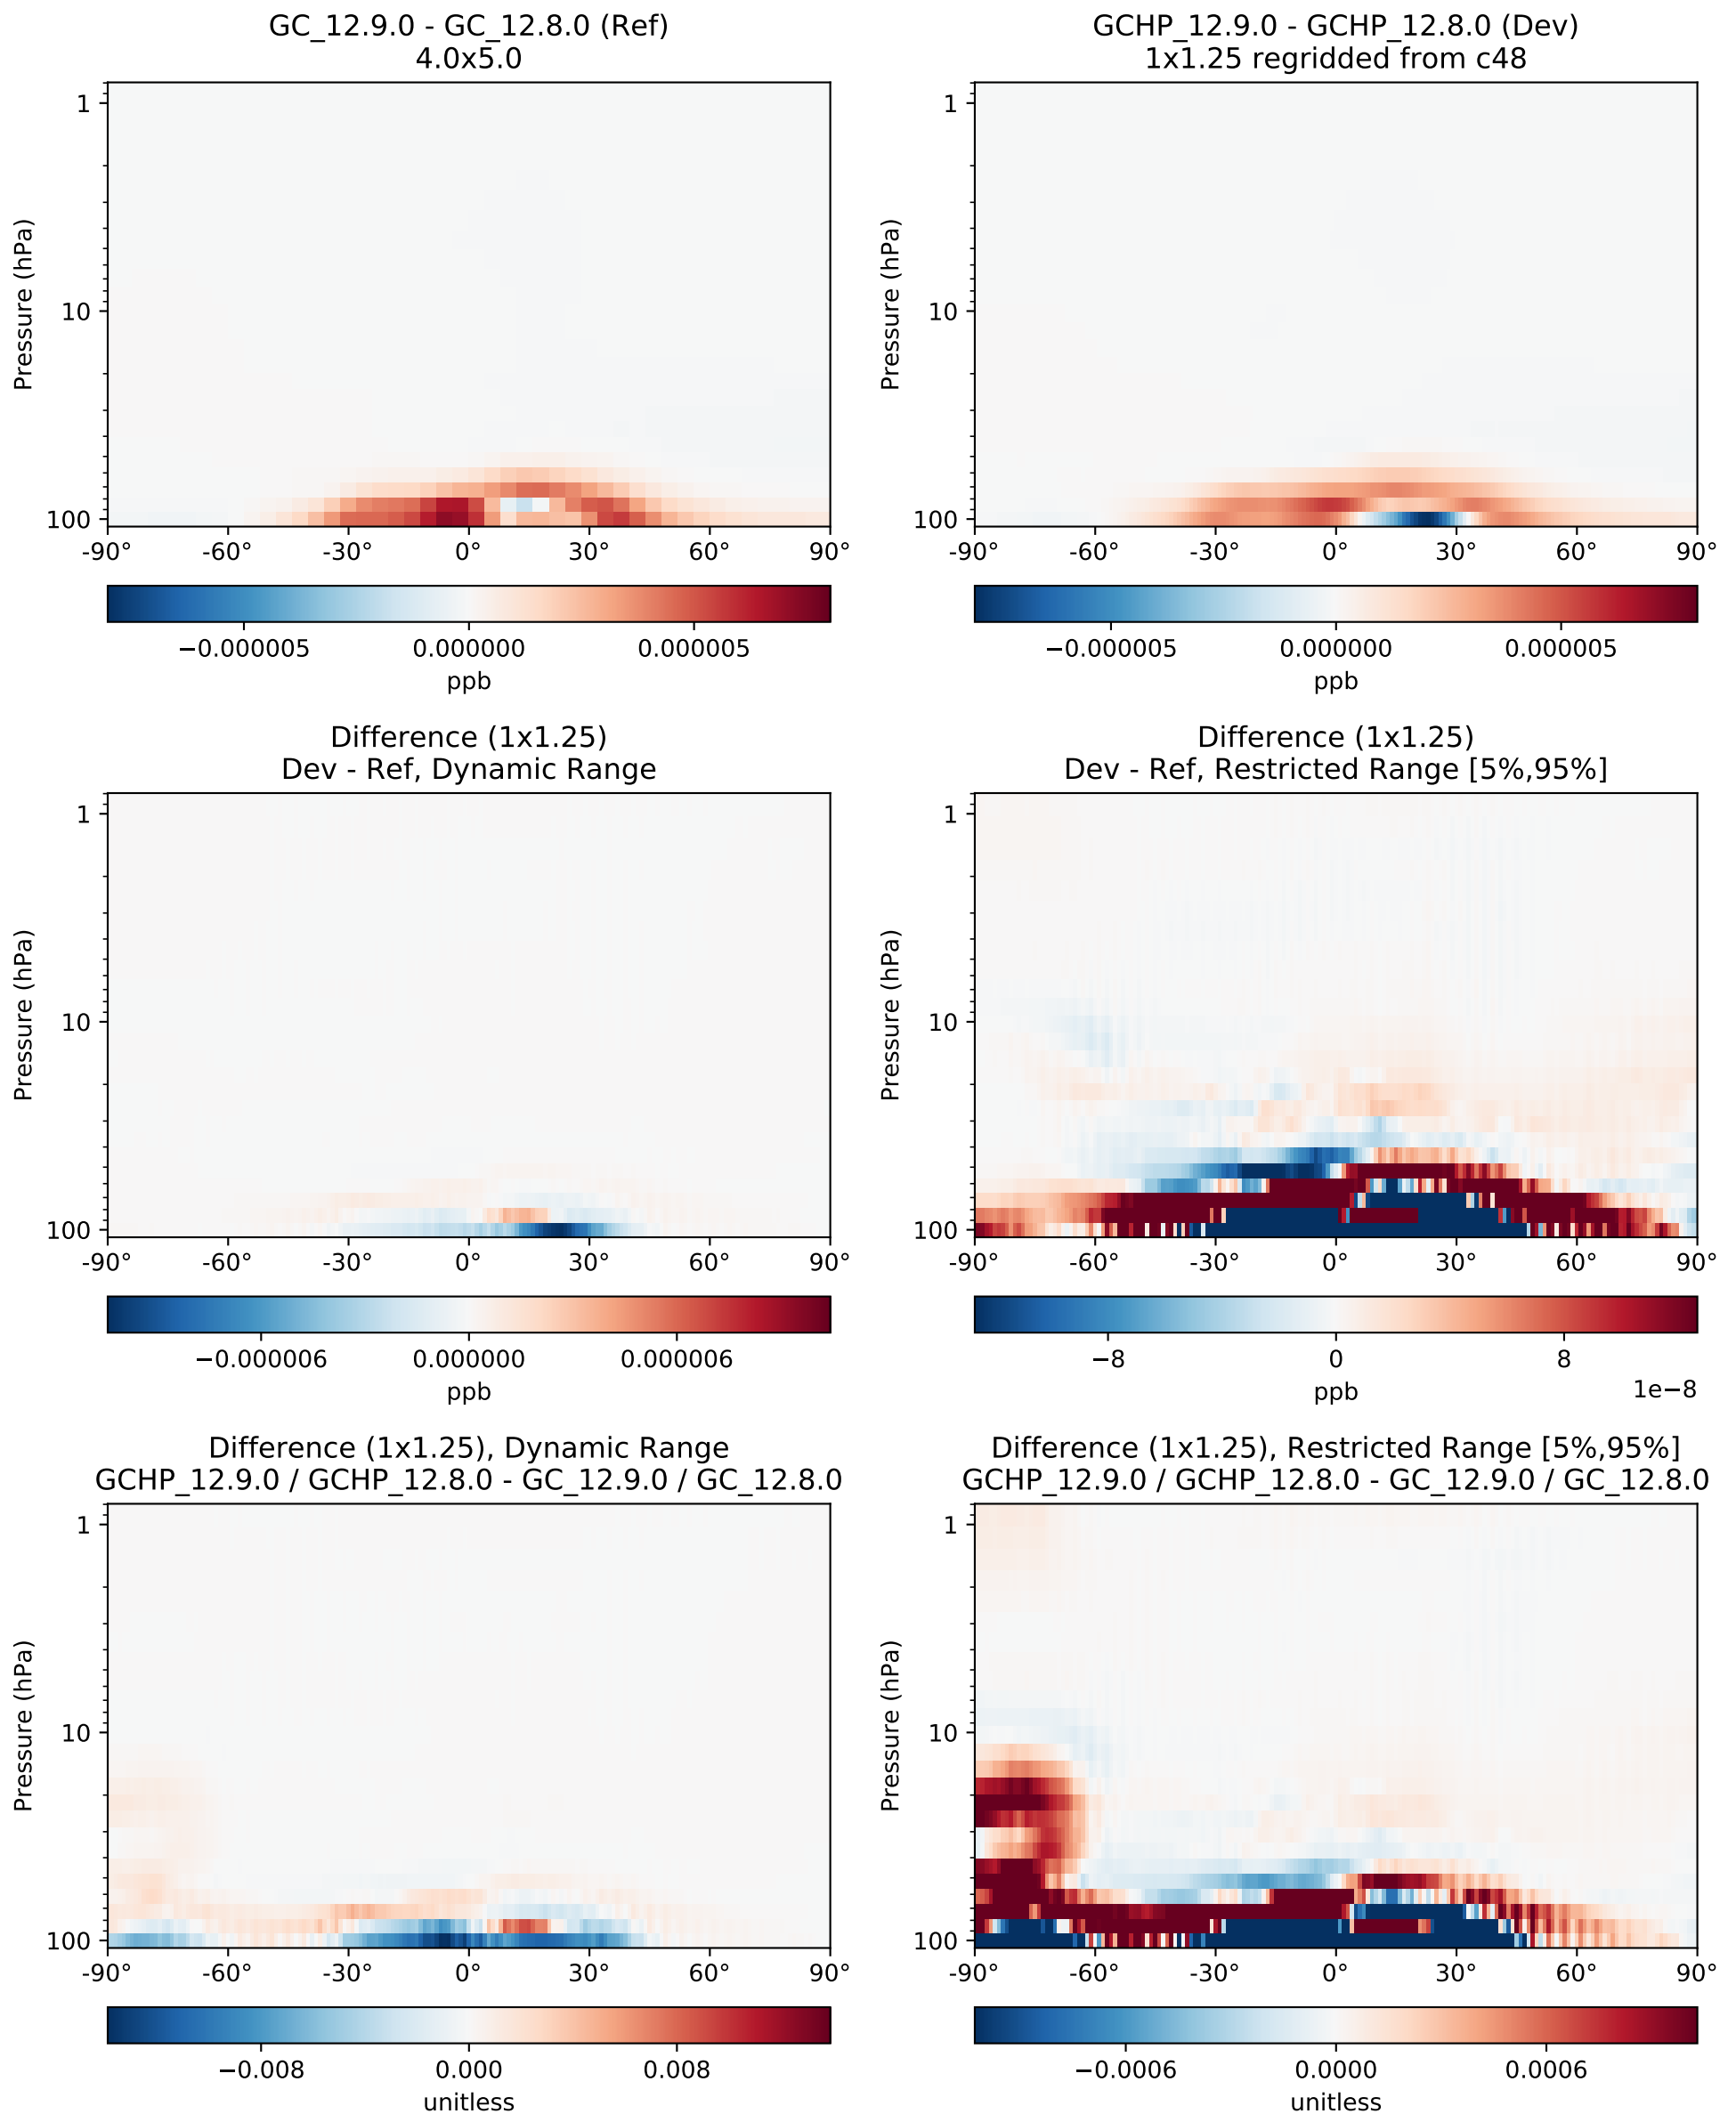 GC_12.9.0 - GC_12.8.0 (Ref)
4.0x5.0
GCHP_12.9.0 - GCHP_12.8.0 (Dev)
1x1.25 regridded from c48
Pressure (hPa)
1
10
100
-90° -60° -30° 0° 30° 60° 90°
−0.000005 0.000000 0.000005
ppb
Pressure (hPa)
1
10
100
-90° -60° -30° 0° 30° 60° 90°
−0.000005 0.000000 0.000005
ppb
Difference (1x1.25)
Dev - Ref, Dynamic Range
Pressure (hPa)
1
10
100
-90° -60° -30° 0° 30° 60° 90°
−0.000006 0.000000 0.000006
ppb
Difference (1x1.25)
Dev - Ref, Restricted Range [5%,95%]
Pressure (hPa)
1
10
100
-90° -60° -30° 0° 30° 60° 90°
−8 0 8
ppb
1e−8
Difference (1x1.25), Dynamic Range
GCHP_12.9.0 / GCHP_12.8.0 - GC_12.9.0 / GC_12.8.0
Pressure (hPa)
1
10
100
-90° -60° -30° 0° 30° 60° 90°
−0.008 0.000 0.008
unitless
Difference (1x1.25), Restricted Range [5%,95%]
GCHP_12.9.0 / GCHP_12.8.0 - GC_12.9.0 / GC_12.8.0
Pressure (hPa)
1
10
100
-90° -60° -30° 0° 30° 60° 90°
−0.0006 0.0000 0.0006
unitless